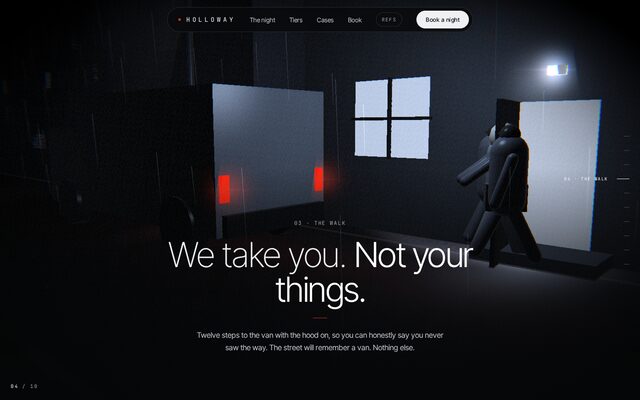 HOLLOWAY The night Tiers Cases Book REFS Book a night
04 · THE WALK
03 · THE WALK
We take you. Not your
things.
Twelve steps to the van with the hood on, so you can honestly say you never
saw the way. The street will remember a van. Nothing else.
04 / 10